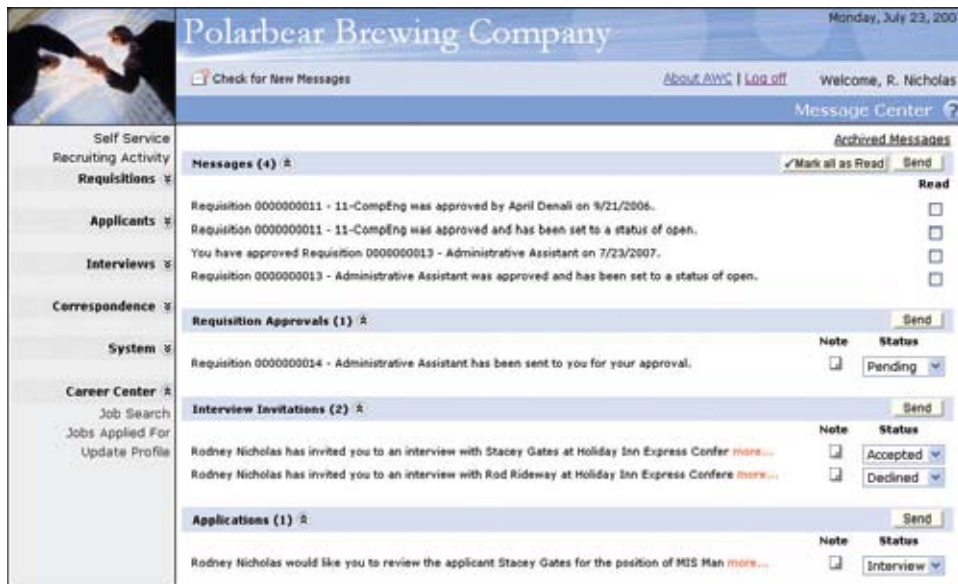 Monday, July 23, 200
Polarbear Brewing Company
Check for New Messages
About AWC | Log off
Welcome, R. Nicholas
Message Center ?
Archived Messages
Self Service
Recruiting Activity
Requisitions
Applicants
Interviews
Correspondence
System
Career Center
Job Search
Jobs Applied For
Update Profile
Messages (4)
✓Mark all as Read Send
Read
Requisition 0000000011 - 11-CompEng was approved by April Denali on 9/21/2006.
Requisition 0000000011 - 11-CompEng was approved and has been set to a status of open.
You have approved Requisition 0000000013 - Administrative Assistant on 7/23/2007.
Requisition 0000000013 - Administrative Assistant was approved and has been set to a status of open.
Requisition Approvals (1) Send
Note Status
Requisition 0000000014 - Administrative Assistant has been sent to you for your approval. Pending
Interview Invitations (2) Send
Note Status
Rodney Nicholas has invited you to an interview with Stacey Gates at Holiday Inn Express Confer more... Accepted
Rodney Nicholas has invited you to an interview with Rod Rideway at Holiday Inn Express Confere more... Declined
Applications (1) Send
Note Status
Rodney Nicholas would like you to review the applicant Stacey Gates for the position of MIS Man more... Interview